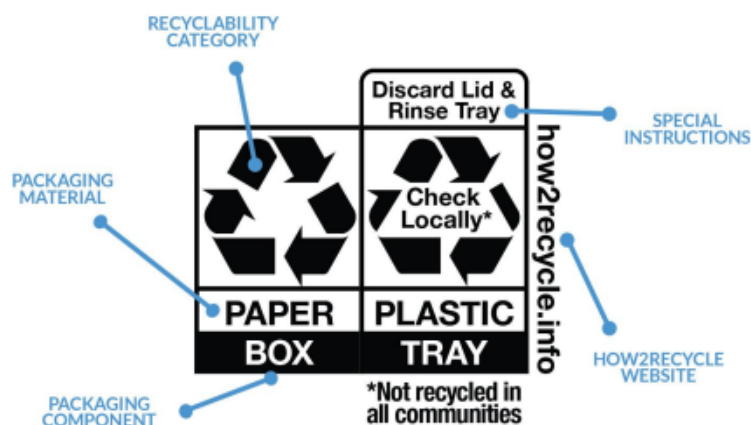 RECYCLABILITY
CATEGORY
Discard Lid &
Rinse Tray
SPECIAL
INSTRUCTIONS
PACKAGING
MATERIAL
Check
Locally*
how2recycle.info
PAPER
PLASTIC
BOX
TRAY
HOW2RECYCLE
WEBSITE
*Not recycled in
all communities
PACKAGING
COMPONENT